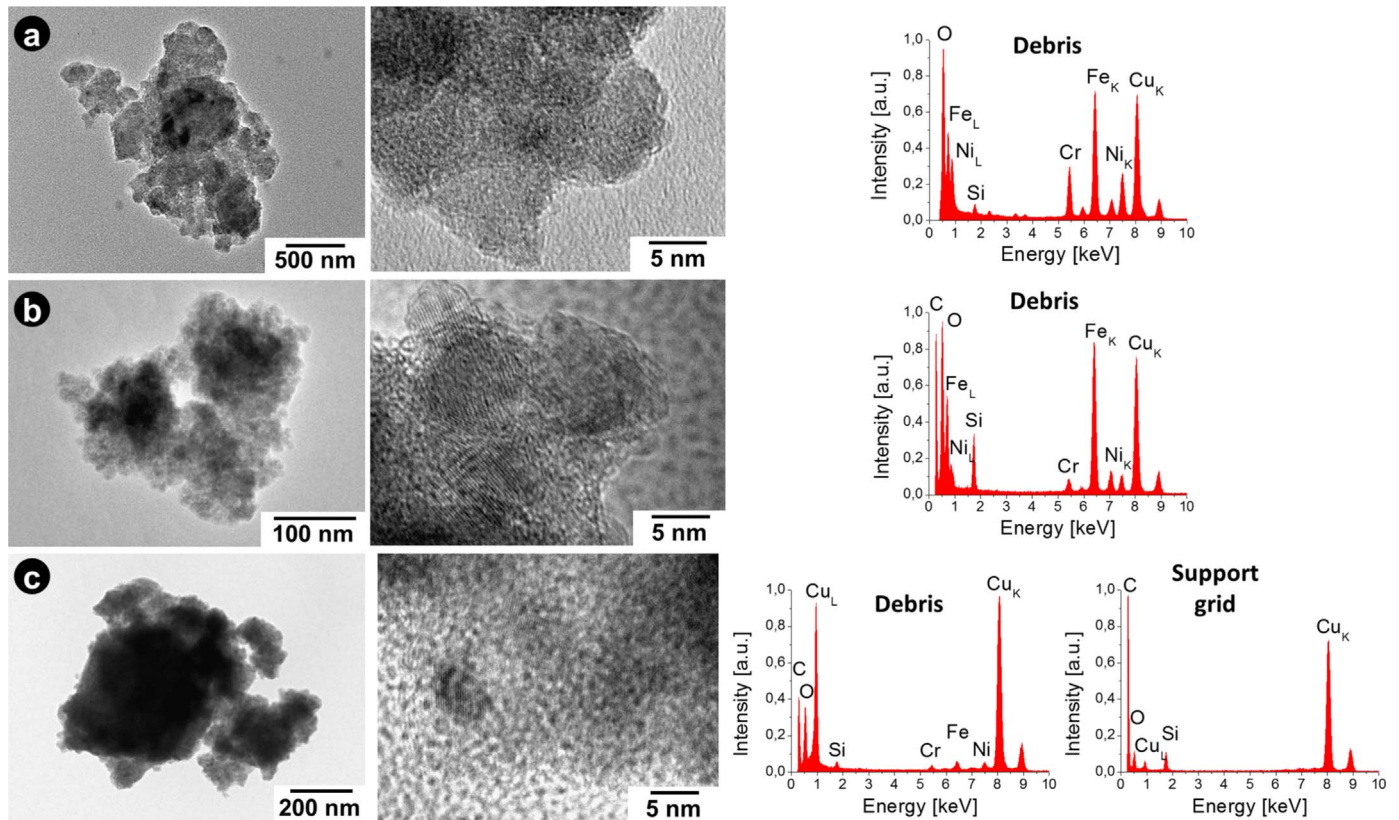 a
500 nm
5 nm
Debris
O
Fe_L
Ni_L
Si
Cr
Fe_K
Ni_K
Cu_K
Intensity [a.u.]
1,0
0,8
0,6
0,4
0,2
0,0
0 1 2 3 4 5 6 7 8 9 10
Energy [keV]
b
100 nm
5 nm
Debris
C
O
Fe_L
Ni_L
Si
Cr
Fe_K
Ni_K
Cu_K
Intensity [a.u.]
1,0
0,8
0,6
0,4
0,2
0,0
0 1 2 3 4 5 6 7 8 9 10
Energy [keV]
c
200 nm
5 nm
Debris
C
O
Cu_L
Si
Cr
Fe
Ni
Cu_K
Intensity [a.u.]
1,0
0,8
0,6
0,4
0,2
0,0
0 1 2 3 4 5 6 7 8 9 10
Energy [keV]
Support
grid
C
O
Cu_L
Si
Cu_K
Intensity [a.u.]
1,0
0,8
0,6
0,4
0,2
0,0
0 1 2 3 4 5 6 7 8 9 10
Energy [keV]